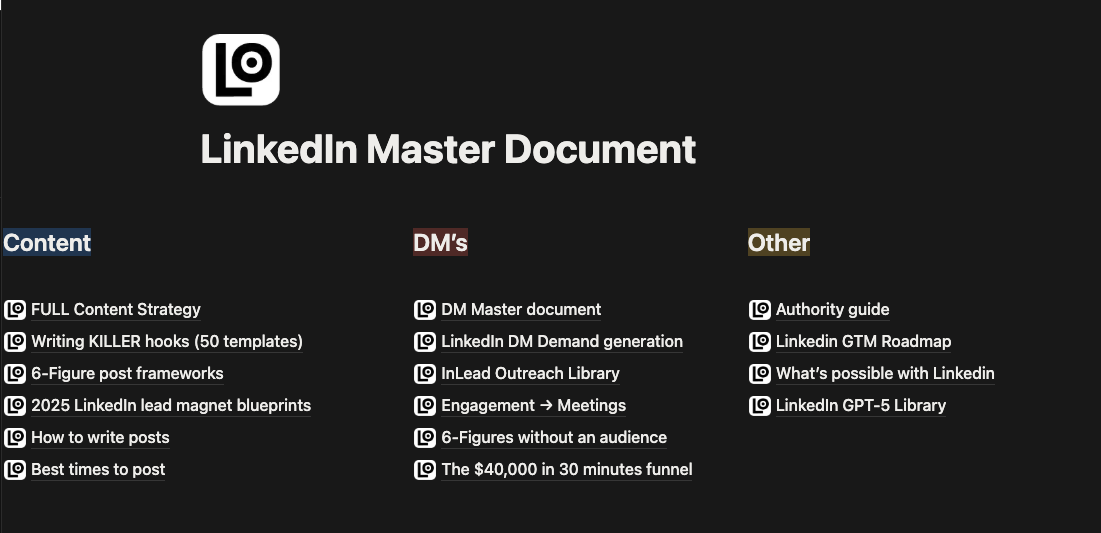 LinkedIn Master Document
Content
FULL Content Strategy
Writing KILLER hooks (50 templates)
6-Figure post frameworks
2025 LinkedIn lead magnet blueprints
How to write posts
Best times to post
DM’s
DM Master document
LinkedIn DM Demand generation
InLead Outreach Library
Engagement → Meetings
6-Figures without an audience
The $40,000 in 30 minutes funnel
Other
Authority guide
Linkedin GTM Roadmap
What’s possible with Linkedin
LinkedIn GPT-5 Library